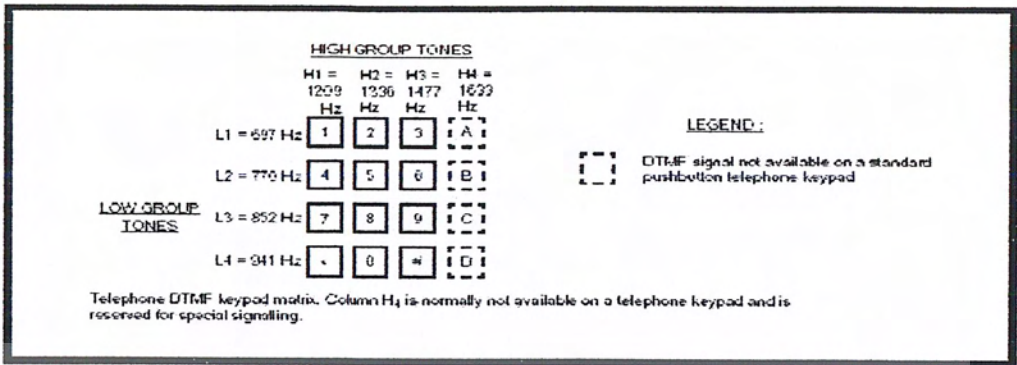 HIGH GROUP TONES
H1 = H2 = H3 = H4 =
1209 1336 1477 1633
Hz Hz Hz Hz
L1 = 697 Hz 1 2 3 A
L2 = 770 Hz 4 5 6 B
LOW GROUP TONES
L3 = 852 Hz 7 8 9 C
L4 = 941 Hz 0 # D
LEGEND :
DTMF signal not available on a standard
pushbutton telephone keypad
Telephone DTMF keypad matrix. Column H4 is normally not available on a telephone keypad and is
reserved for special signalling.